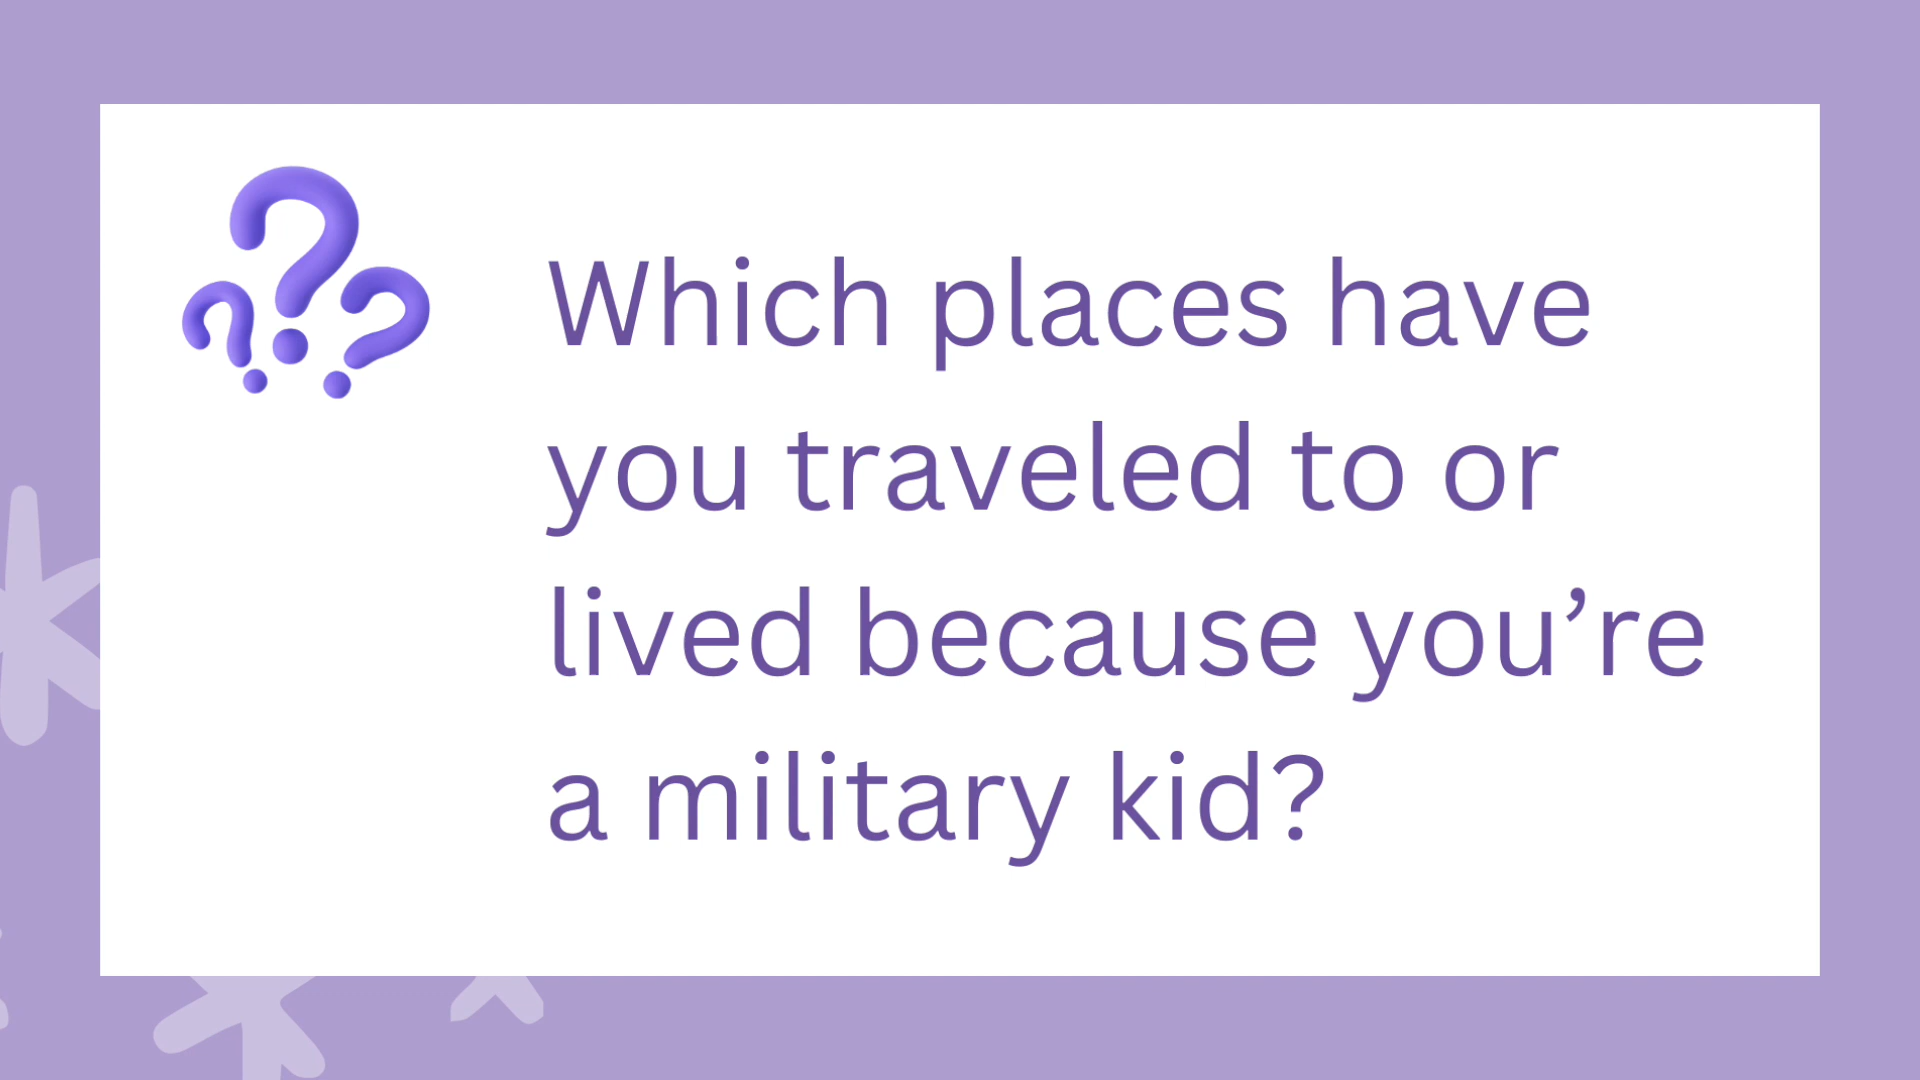 Which places have
you traveled to or
lived because you’re
a military kid?